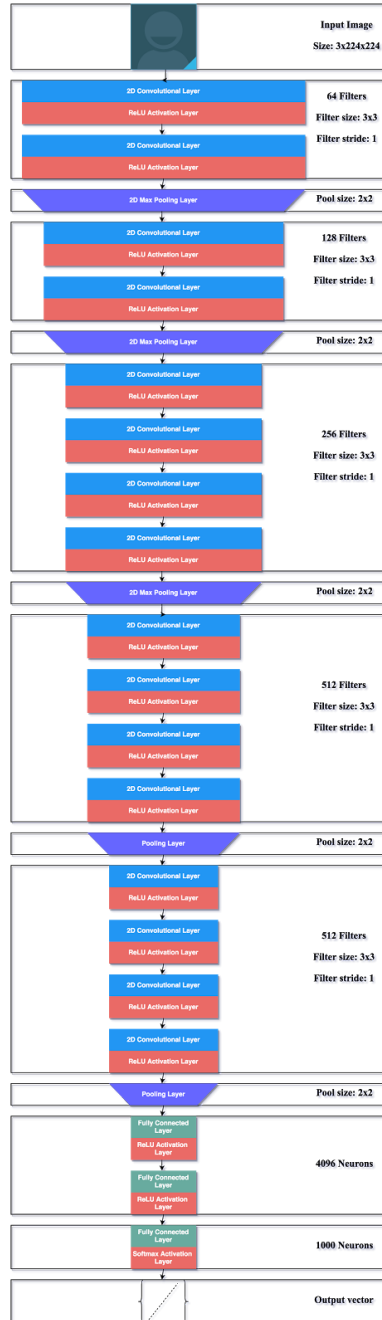 Input Image
Size: 3x224x224
2D Convolutional Layer
64 Filters
ReLU Activation Layer
Filter size: 3x3
2D Convolutional Layer
Filter stride: 1
ReLU Activation Layer
2D Max Pooling Layer
Pool size: 2x2
2D Convolutional Layer
128 Filters
ReLU Activation Layer
Filter size: 3x3
2D Convolutional Layer
Filter stride: 1
ReLU Activation Layer
2D Max Pooling Layer
Pool size: 2x2
2D Convolutional Layer
ReLU Activation Layer
2D Convolutional Layer
256 Filters
ReLU Activation Layer
Filter size: 3x3
2D Convolutional Layer
Filter stride: 1
ReLU Activation Layer
2D Convolutional Layer
ReLU Activation Layer
2D Max Pooling Layer
Pool size: 2x2
2D Convolutional Layer
ReLU Activation Layer
2D Convolutional Layer
512 Filters
ReLU Activation Layer
Filter size: 3x3
2D Convolutional Layer
Filter stride: 1
ReLU Activation Layer
2D Convolutional Layer
ReLU Activation Layer
Pooling Layer
Pool size: 2x2
2D Convolutional Layer
ReLU Activation Layer
2D Convolutional Layer
512 Filters
ReLU Activation Layer
Filter size: 3x3
2D Convolutional Layer
Filter stride: 1
ReLU Activation Layer
2D Convolutional Layer
ReLU Activation Layer
Pooling Layer
Pool size: 2x2
Fully Connected
Layer
ReLU Activation
Layer
4096 Neurons
Fully Connected
Layer
ReLU Activation
Layer
Fully Connected
Layer
1000 Neurons
Softmax Activation
Layer
Output vector